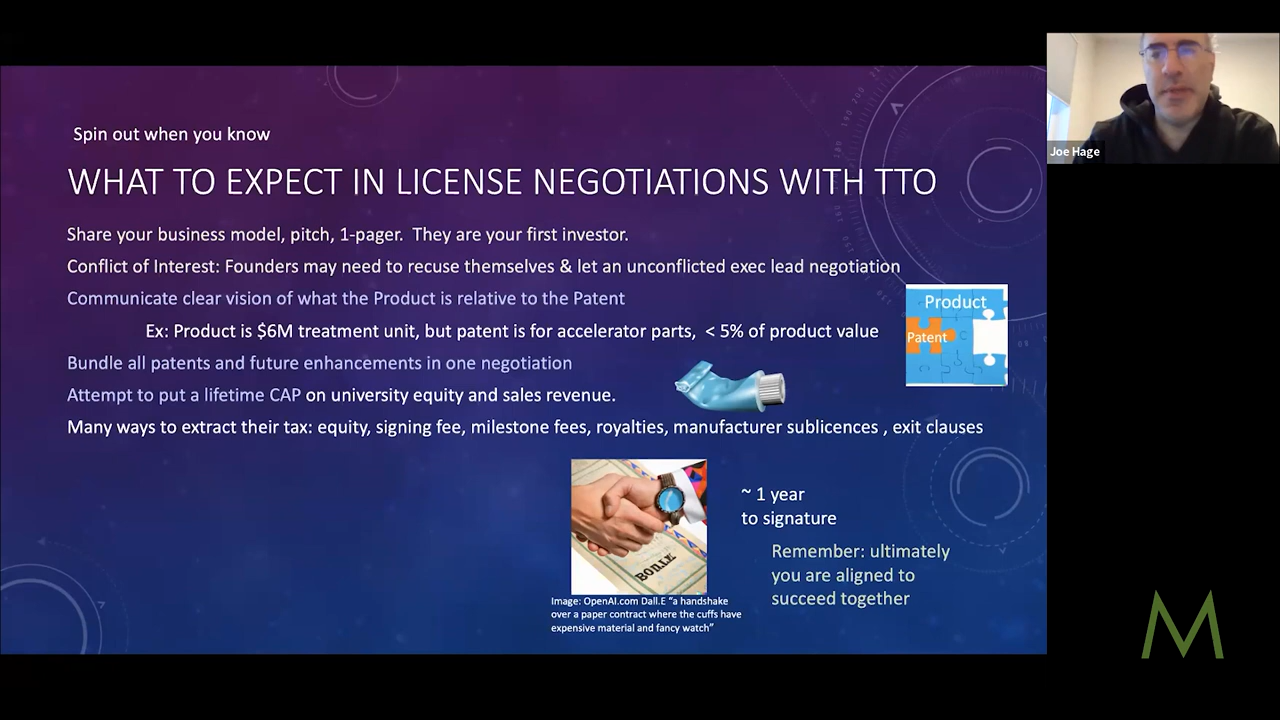 Spin out when you know
WHAT TO EXPECT IN LICENSE NEGOTIATIONS WITH TTO
Share your business model, pitch, 1-pager.  They are your first investor.
Conflict of Interest: Founders may need to recuse themselves & let an unconflicted exec lead negotiation
Communicate clear vision of what the Product is relative to the Patent
Ex: Product is $6M treatment unit, but patent is for accelerator parts,  < 5% of product value
Bundle all patents and future enhancements in one negotiation
Attempt to put a lifetime CAP on university equity and sales revenue.
Many ways to extract their tax: equity, signing fee, milestone fees, royalties, manufacturer sublicences , exit clauses
Product
Patent
~ 1 year
to signature
Remember: ultimately
you are aligned to
succeed together
Image: OpenAI.com Dall.E “a handshake
over a paper contract where the cuffs have
expensive material and fancy watch”
Joe Hage
M